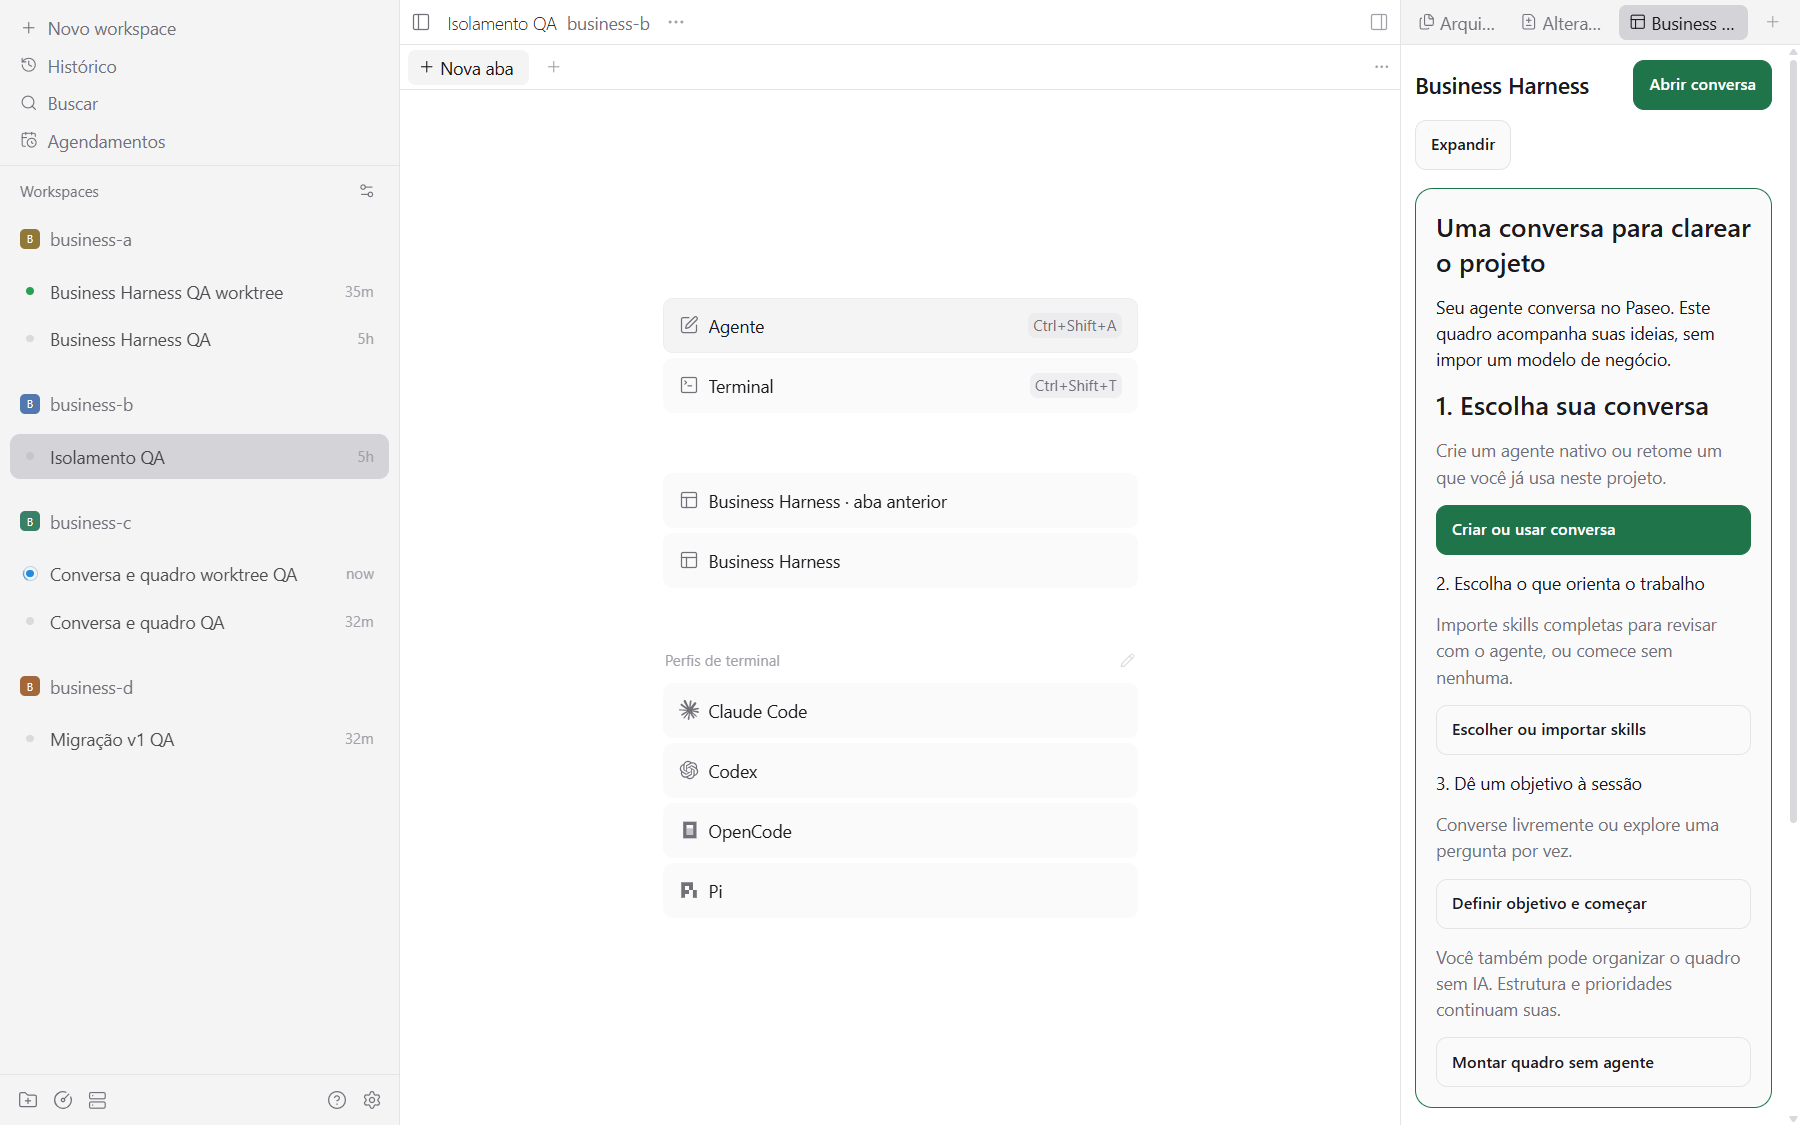 Novo workspace
Histórico
Buscar
Agendamentos
Workspaces
B business-a
Business Harness QA worktree 35m
Business Harness QA 5h
B business-b
Isolamento QA 5h
B business-c
Conversa e quadro worktree QA now
Conversa e quadro QA 32m
B business-d
Migração v1 QA 32m
Isolamento QA business-b
Nova aba
Agente Ctrl+Shift+A
Terminal Ctrl+Shift+T
Business Harness · aba anterior
Business Harness
Perfis de terminal
Claude Code
Codex
OpenCode
Pi
Arqui... Altera... Business ...
Business Harness Abrir conversa
Expandir
Uma conversa para clarear
o projeto
Seu agente conversa no Paseo. Este
quadro acompanha suas ideias, sem
impor um modelo de negócio.
1. Escolha sua conversa
Crie um agente nativo ou retome um
que você já usa neste projeto.
Criar ou usar conversa
2. Escolha o que orienta o trabalho
Importe skills completas para revisar
com o agente, ou comece sem
nenhuma.
Escolher ou importar skills
3. Dê um objetivo à sessão
Converse livremente ou explore uma
pergunta por vez.
Definir objetivo e começar
Você também pode organizar o quadro
sem IA. Estrutura e prioridades
continuam suas.
Montar quadro sem agente